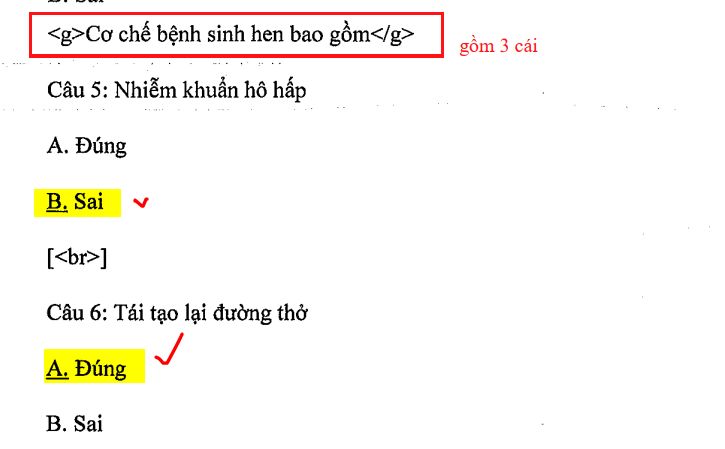 <g>Cơ chế bệnh sinh hen bao gồm</g>
gồm 3 cái
Câu 5: Nhiễm khuẩn hô hấp
A. Đúng
B. Sai
[<br>]
Câu 6: Tái tạo lại đường thở
A. Đúng
B. Sai